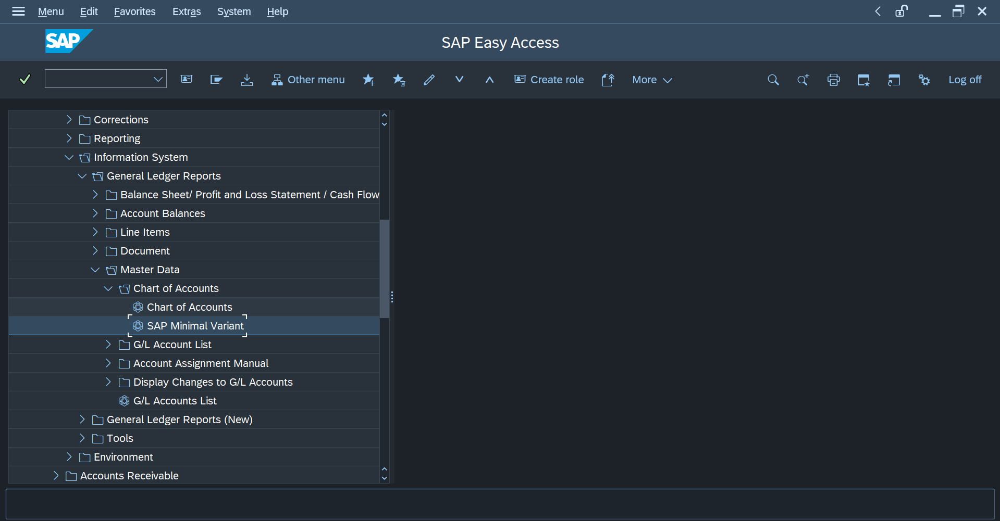 Menu Edit Favorites Extras System Help
SAP SAP Easy Access
Other menu Create role More Log off
Corrections
Reporting
Information System
General Ledger Reports
Balance Sheet/ Profit and Loss Statement / Cash Flow
Account Balances
Line Items
Document
Master Data
Chart of Accounts
Chart of Accounts
SAP Minimal Variant
G/L Account List
Account Assignment Manual
Display Changes to G/L Accounts
G/L Accounts List
General Ledger Reports (New)
Tools
Environment
Accounts Receivable